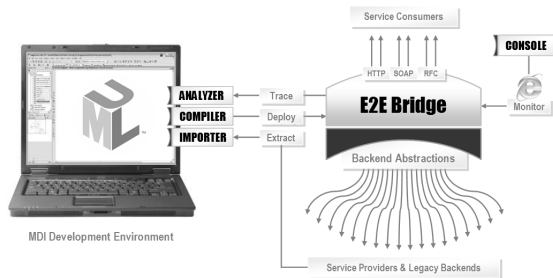 Service Consumers
CONSOLE
HTTP
SOAP
RFC
UML
ANALYZER
Trace
E2E Bridge
Monitor
COMPILER
Deploy
IMPORTER
Extract
Backend Abstractions
MDI Development Environment
Service Providers & Legacy Backends